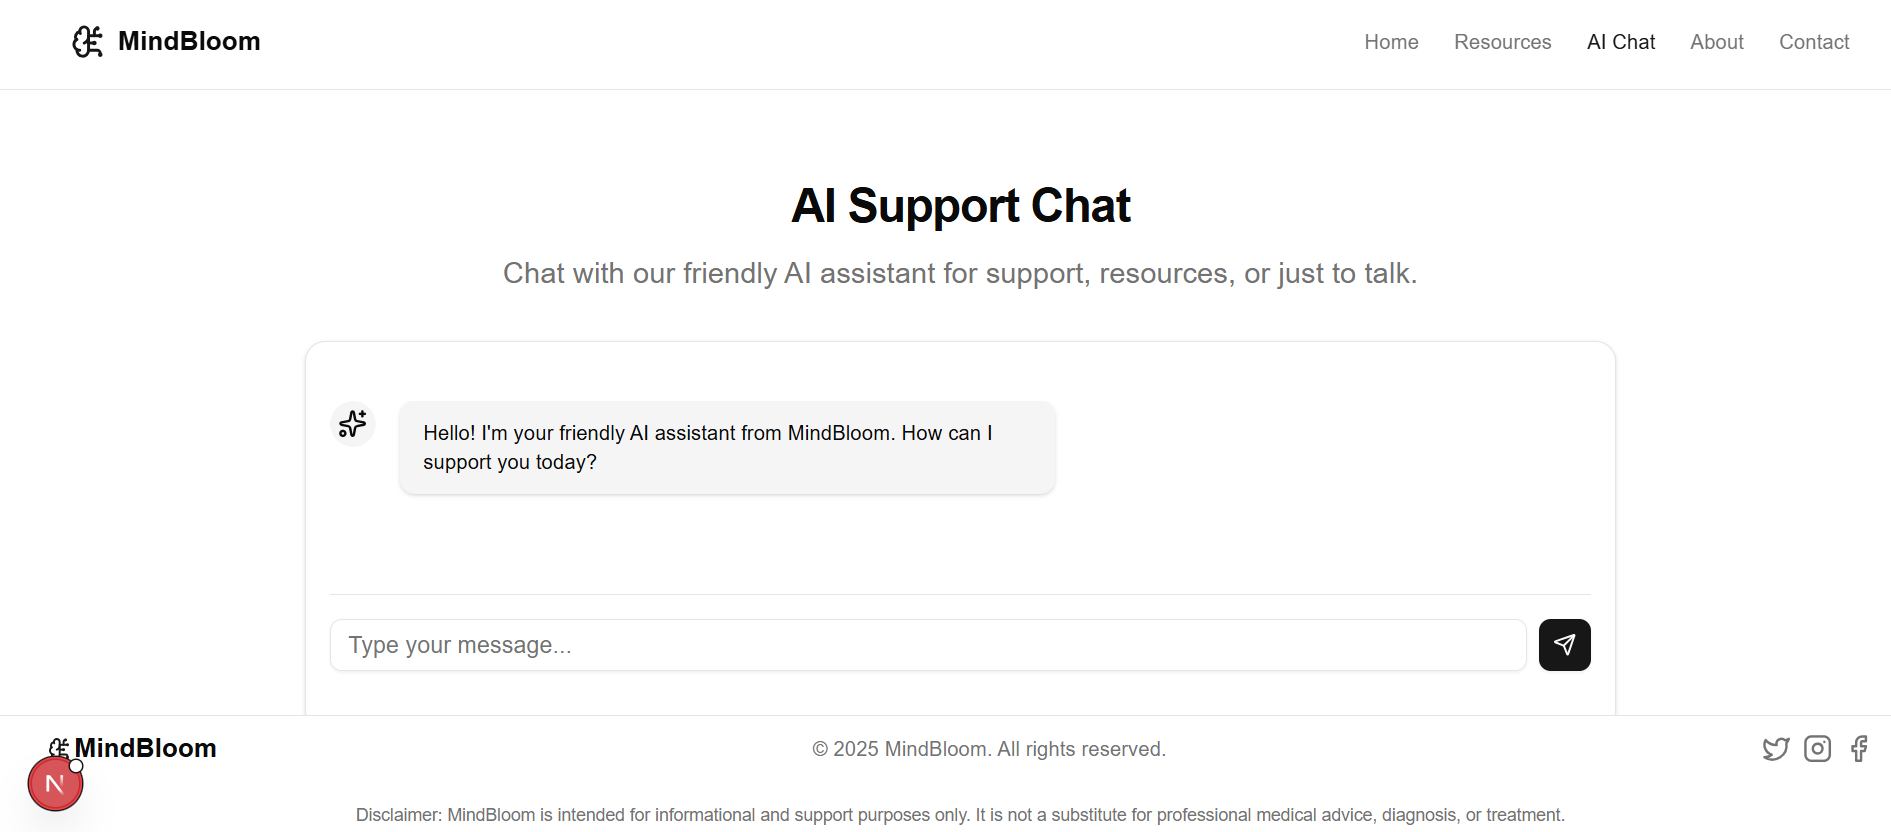 MindBloom
Home
Resources
AI Chat
About
Contact
AI Support Chat
Chat with our friendly AI assistant for support, resources, or just to talk.
Hello! I'm your friendly AI assistant from MindBloom. How can I
support you today?
Type your message...
MindBloom
© 2025 MindBloom. All rights reserved.
N
Disclaimer: MindBloom is intended for informational and support purposes only. It is not a substitute for professional medical advice, diagnosis, or treatment.